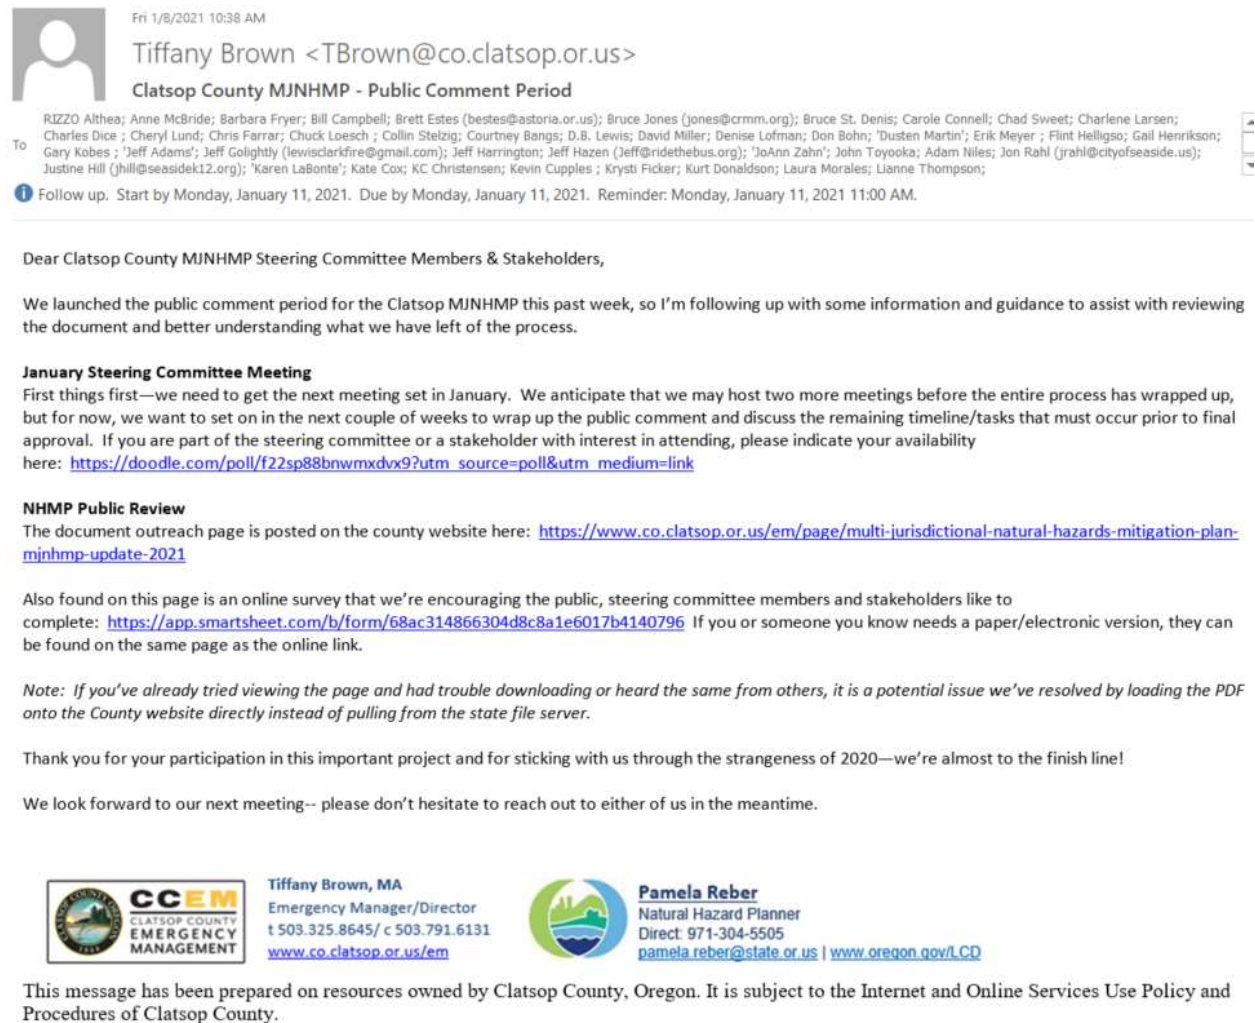 Fri 1/8/2021 10:38 AM
Tiffany Brown <TBrown@co.clatsop.or.us>
Clatsop County MJNHMP - Public Comment Period
To
RIZZO Althea; Anne McBride; Barbara Fryer; Bill Campbell; Brett Estes (bestes@astoria.or.us); Bruce Jones (jones@crmm.org); Bruce St. Denis; Carole Connell; Chad Sweet; Charlene Larsen;
Charles Dice ; Cheryl Lund; Chris Farrar; Chuck Loesch ; Collin Stelzig; Courtney Bangs; D.B. Lewis; David Miller; Denise Lofman; Don Bohn; 'Dusten Martin'; Erik Meyer ; Flint Helligso; Gail Henrikson;
Gary Kobes ; 'Jeff Adams'; Jeff Golightly (lewisclarkfire@gmail.com); Jeff Harrington; Jeff Hazen (Jeff@ridethebus.org); 'JoAnn Zahn'; John Toyooka; Adam Niles; Jon Rahl (jrahl@cityofseaside.us);
Justine Hill (jhill@seasidek12.org); 'Karen LaBonte'; Kate Cox; KC Christensen; Kevin Cupples ; Krysti Ficker; Kurt Donaldson; Laura Morales; Lianne Thompson;
Follow up. Start by Monday, January 11, 2021. Due by Monday, January 11, 2021. Reminder: Monday, January 11, 2021 11:00 AM.
Dear Clatsop County MJNHMP Steering Committee Members & Stakeholders,
We launched the public comment period for the Clatsop MJNHMP this past week, so I'm following up with some information and guidance to assist with reviewing
the document and better understanding what we have left of the process.
January Steering Committee Meeting
First things first—we need to get the next meeting set in January. We anticipate that we may host two more meetings before the entire process has wrapped up,
but for now, we want to set on in the next couple of weeks to wrap up the public comment and discuss the remaining timeline/tasks that must occur prior to final
approval. If you are part of the steering committee or a stakeholder with interest in attending, please indicate your availability
here: https://doodle.com/poll/f22sp88bnwmxdvx9?utm_source=poll&utm_medium=link
NHMP Public Review
The document outreach page is posted on the county website here: https://www.co.clatsop.or.us/em/page/multi-jurisdictional-natural-hazards-mitigation-plan-
mjnhmp-update-2021
Also found on this page is an online survey that we're encouraging the public, steering committee members and stakeholders like to
complete: https://app.smartsheet.com/b/form/68ac314866304d8c8a1e6017b4140796 If you or someone you know needs a paper/electronic version, they can
be found on the same page as the online link.
Note: If you've already tried viewing the page and had trouble downloading or heard the same from others, it is a potential issue we've resolved by loading the PDF
onto the County website directly instead of pulling from the state file server.
Thank you for your participation in this important project and for sticking with us through the strangeness of 2020—we're almost to the finish line!
We look forward to our next meeting-- please don't hesitate to reach out to either of us in the meantime.
CCEM
CLATSOP COUNTY
EMERGENCY
MANAGEMENT
Tiffany Brown, MA
Emergency Manager/Director
t 503.325.8645/ c 503.791.6131
www.co.clatsop.or.us/em
Pamela Reber
Natural Hazard Planner
Direct: 971-304-5505
pamela.reber@state.or.us | www.oregon.gov/LCD
This message has been prepared on resources owned by Clatsop County, Oregon. It is subject to the Internet and Online Services Use Policy and
Procedures of Clatsop County.